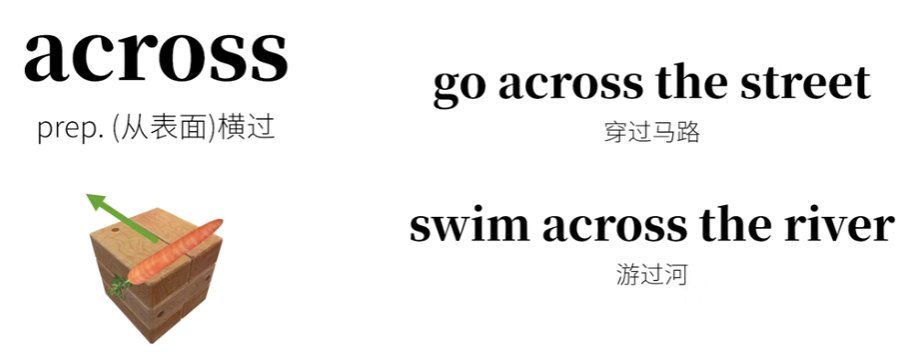 across
prep. (从表面)横过
go across the street
穿过马路
swim across the river
游过河